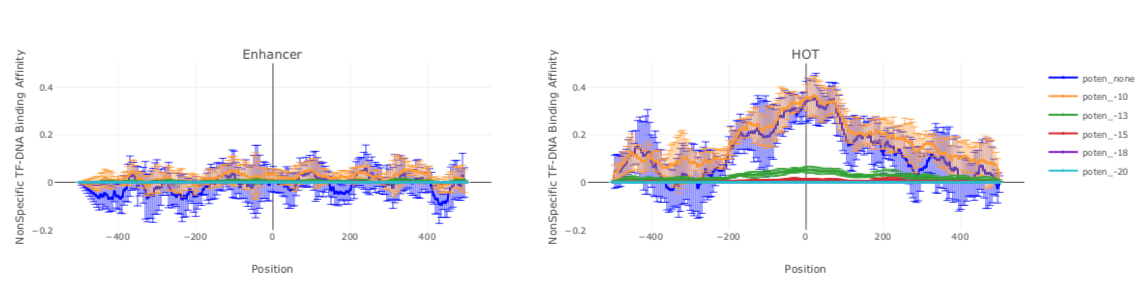 Enhancer
NonSpecific TF-DNA Binding Affinity
0.4
0.2
0
−0.2
−400
−200
0
200
400
Position
HOT
NonSpecific TF-DNA Binding Affinity
0.4
0.2
0
−0.2
−400
−200
0
200
400
Position
poten_none
poten_-10
poten_-13
poten_-15
poten_-18
poten_-20